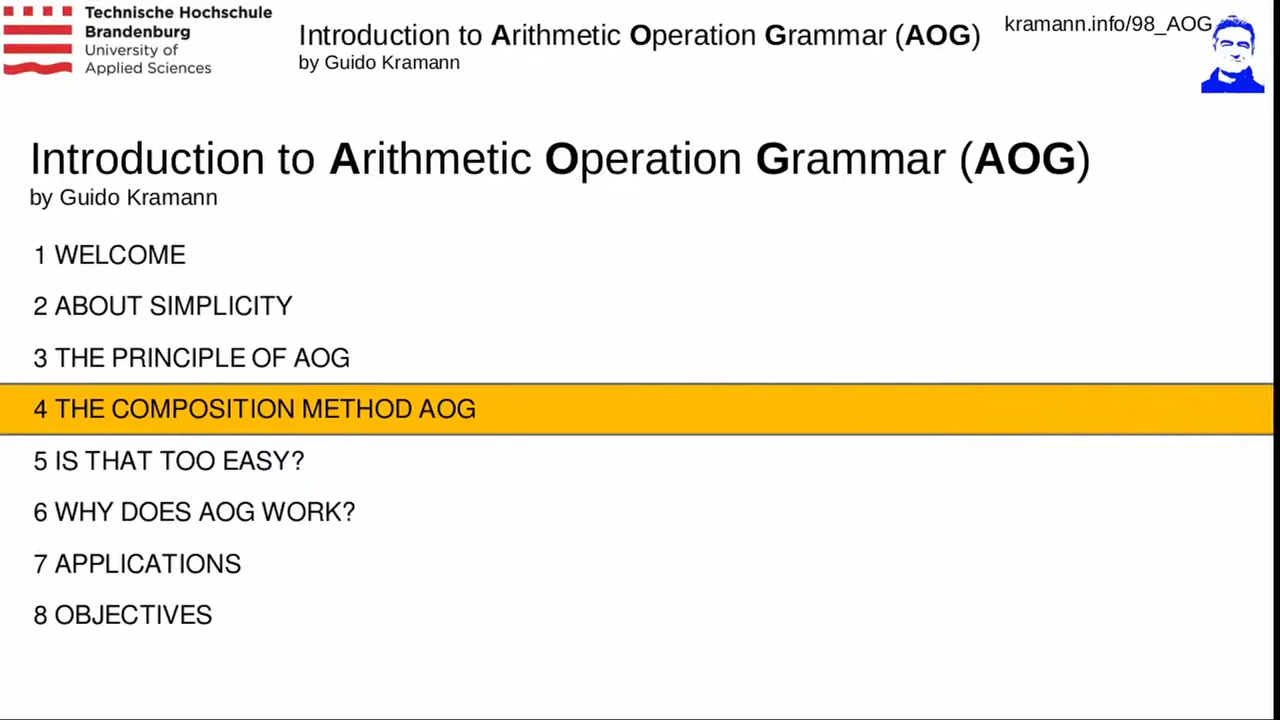 Technische Hochschule
Brandenburg
University of
Applied Sciences
Introduction to Arithmetic Operation Grammar (AOG)
by Guido Kramann
kramann.info/98_AOG
Introduction to Arithmetic Operation Grammar (AOG)
by Guido Kramann
1 WELCOME
2 ABOUT SIMPLICITY
3 THE PRINCIPLE OF AOG
4 THE COMPOSITION METHOD AOG
5 IS THAT TOO EASY?
6 WHY DOES AOG WORK?
7 APPLICATIONS
8 OBJECTIVES